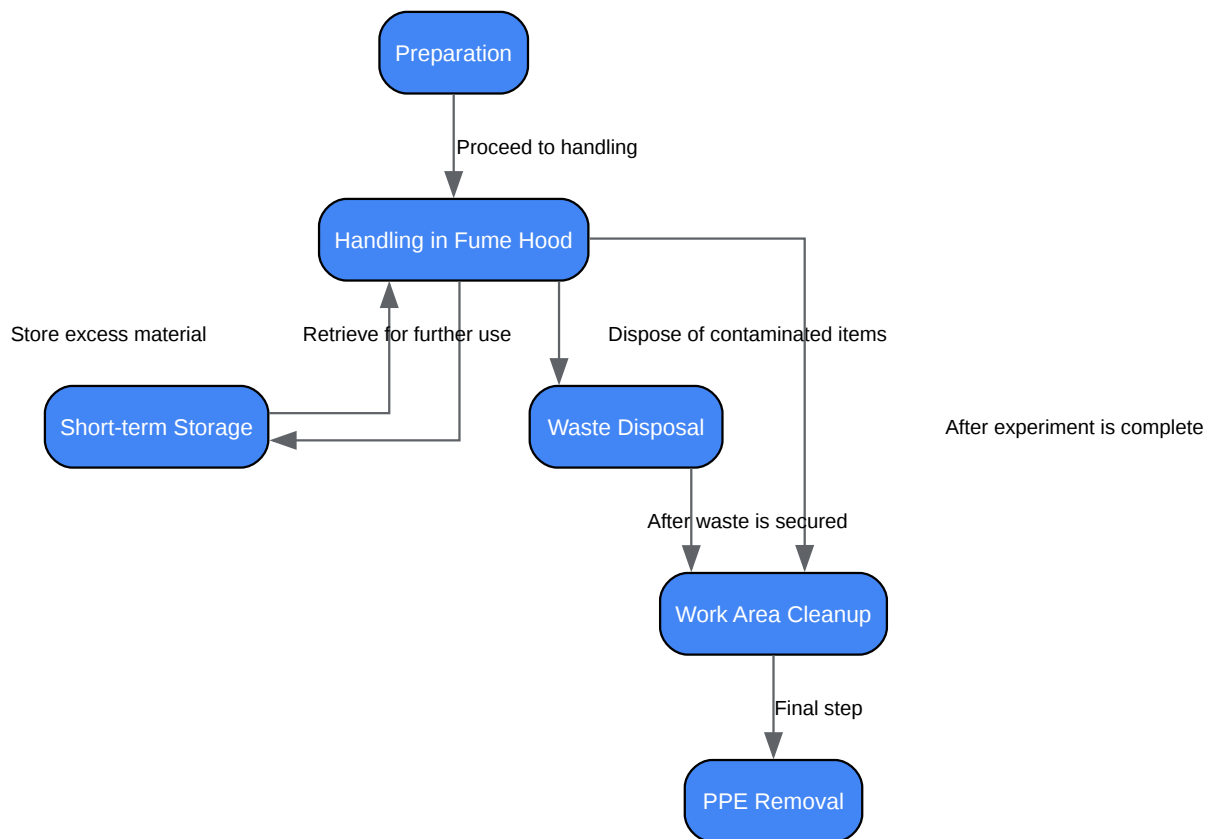 Preparation
Proceed to handling
Handling in Fume Hood
Store excess material
Retrieve for further use
Dispose of contaminated items
Short-term Storage
Waste Disposal
After experiment is complete
After waste is secured
Work Area Cleanup
Final step
PPE Removal